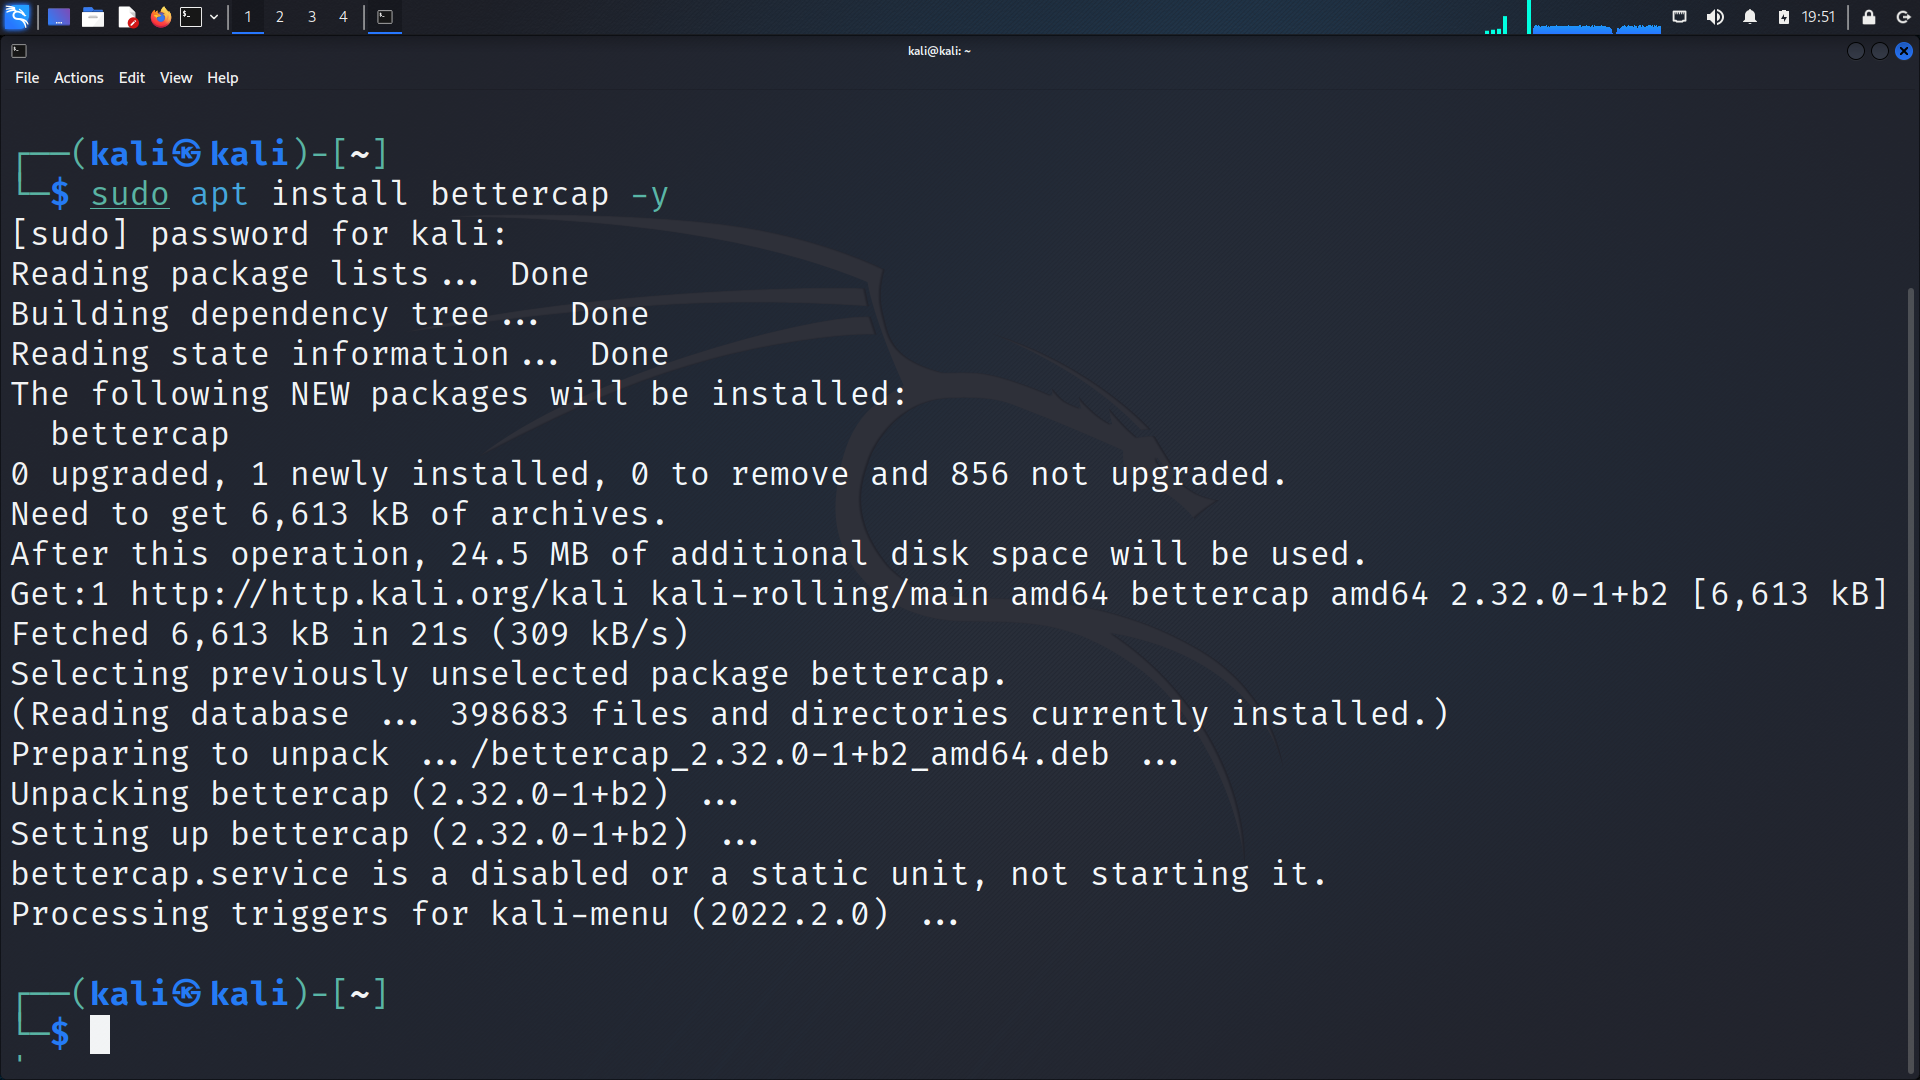 1 2 3 4 19:51
kali@kali: ~
File Actions Edit View Help
┌──(kali㉿kali)-[~]
└─$ sudo apt install bettercap -y
[sudo] password for kali:
Reading package lists... Done
Building dependency tree... Done
Reading state information... Done
The following NEW packages will be installed:
  bettercap
0 upgraded, 1 newly installed, 0 to remove and 856 not upgraded.
Need to get 6,613 kB of archives.
After this operation, 24.5 MB of additional disk space will be used.
Get:1 http://http.kali.org/kali kali-rolling/main amd64 bettercap amd64 2.32.0-1+b2 [6,613 kB]
Fetched 6,613 kB in 21s (309 kB/s)
Selecting previously unselected package bettercap.
(Reading database ... 398683 files and directories currently installed.)
Preparing to unpack .../bettercap_2.32.0-1+b2_amd64.deb ...
Unpacking bettercap (2.32.0-1+b2) ...
Setting up bettercap (2.32.0-1+b2) ...
bettercap.service is a disabled or a static unit, not starting it.
Processing triggers for kali-menu (2022.2.0) ...
┌──(kali㉿kali)-[~]
└─$